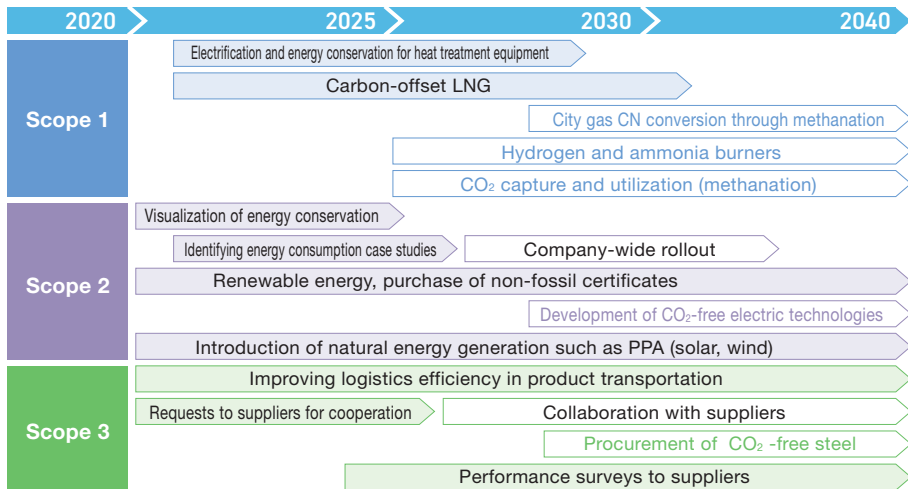 2020 2025 2030 2040
Scope 1
Electrification and energy conservation for heat treatment equipment
Carbon-offset LNG
City gas CN conversion through methanation
Hydrogen and ammonia burners
CO₂ capture and utilization (methanation)
Scope 2
Visualization of energy conservation
Identifying energy consumption case studies
Company-wide rollout
Renewable energy, purchase of non-fossil certificates
Development of CO₂-free electric technologies
Introduction of natural energy generation such as PPA (solar, wind)
Scope 3
Improving logistics efficiency in product transportation
Requests to suppliers for cooperation
Collaboration with suppliers
Procurement of CO₂ -free steel
Performance surveys to suppliers